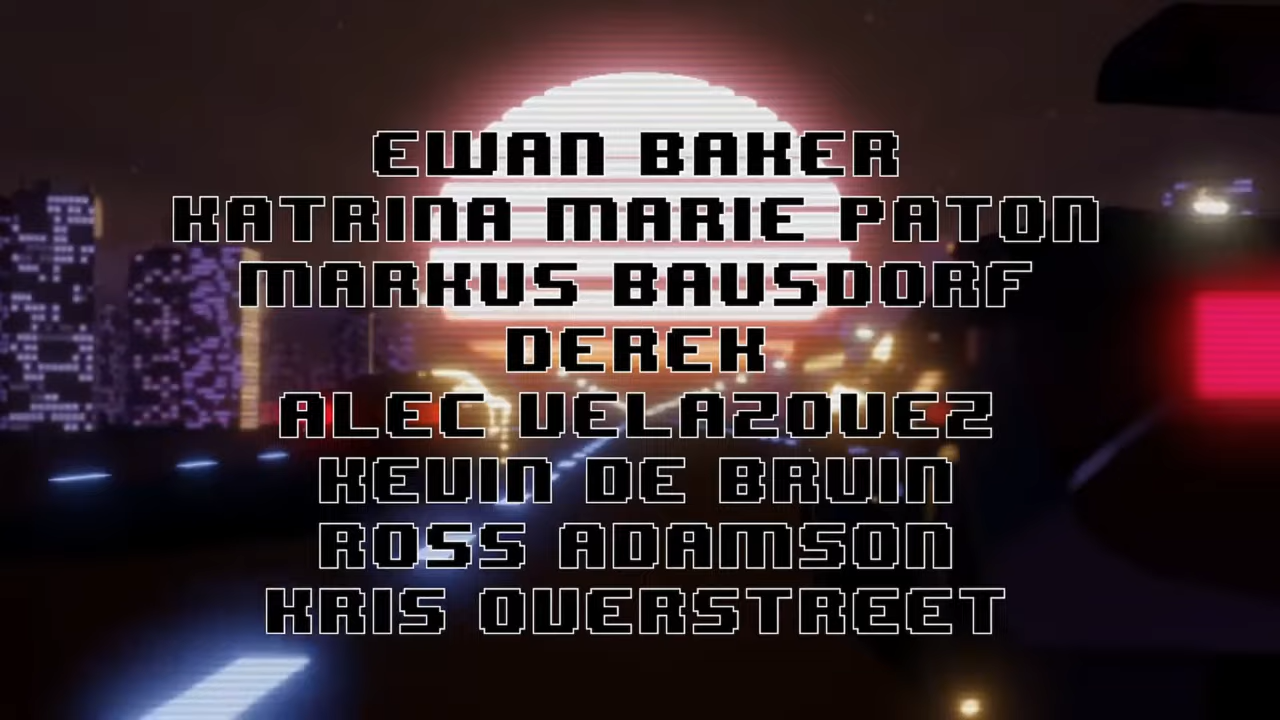 EWAN BAKER
KATRINA MARIE PATON
MARKUS BAUSDORF
DEREK
ALEC VELAZQUEZ
KEVIN DE BRUIN
ROSS ADAMSON
KRIS OVERSTREET